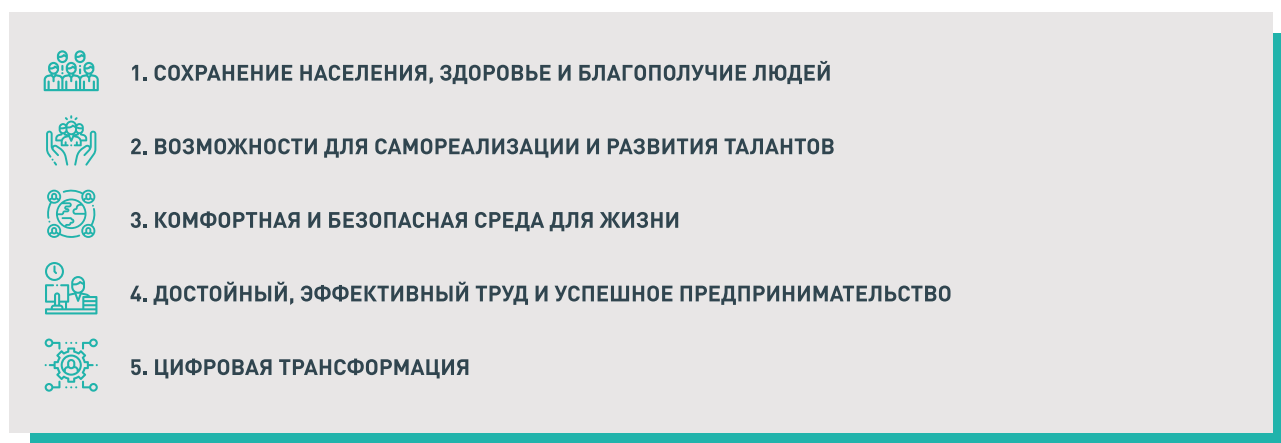 1. СОХРАНЕНИЕ НАСЕЛЕНИЯ, ЗДОРОВЬЕ И БЛАГОПОЛУЧИЕ ЛЮДЕЙ
2. ВОЗМОЖНОСТИ ДЛЯ САМОРЕАЛИЗАЦИИ И РАЗВИТИЯ ТАЛАНТОВ
3. КОМФОРТНАЯ И БЕЗОПАСНАЯ СРЕДА ДЛЯ ЖИЗНИ
4. ДОСТОЙНЫЙ, ЭФФЕКТИВНЫЙ ТРУД И УСПЕШНОЕ ПРЕДПРИНИМАТЕЛЬСТВО
5. ЦИФРОВАЯ ТРАНСФОРМАЦИЯ